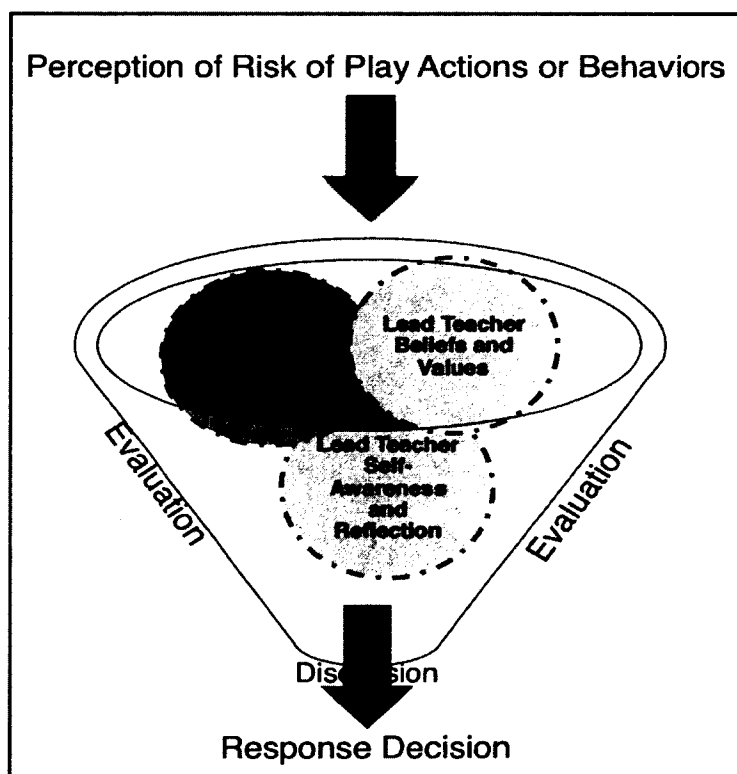 Perception of Risk of Play Actions or Behaviors
Lead Teacher
Beliefs and
Values
Lead Teacher
Self-
Awareness
and
Reflection
Evaluation
Evaluation
Response Decision